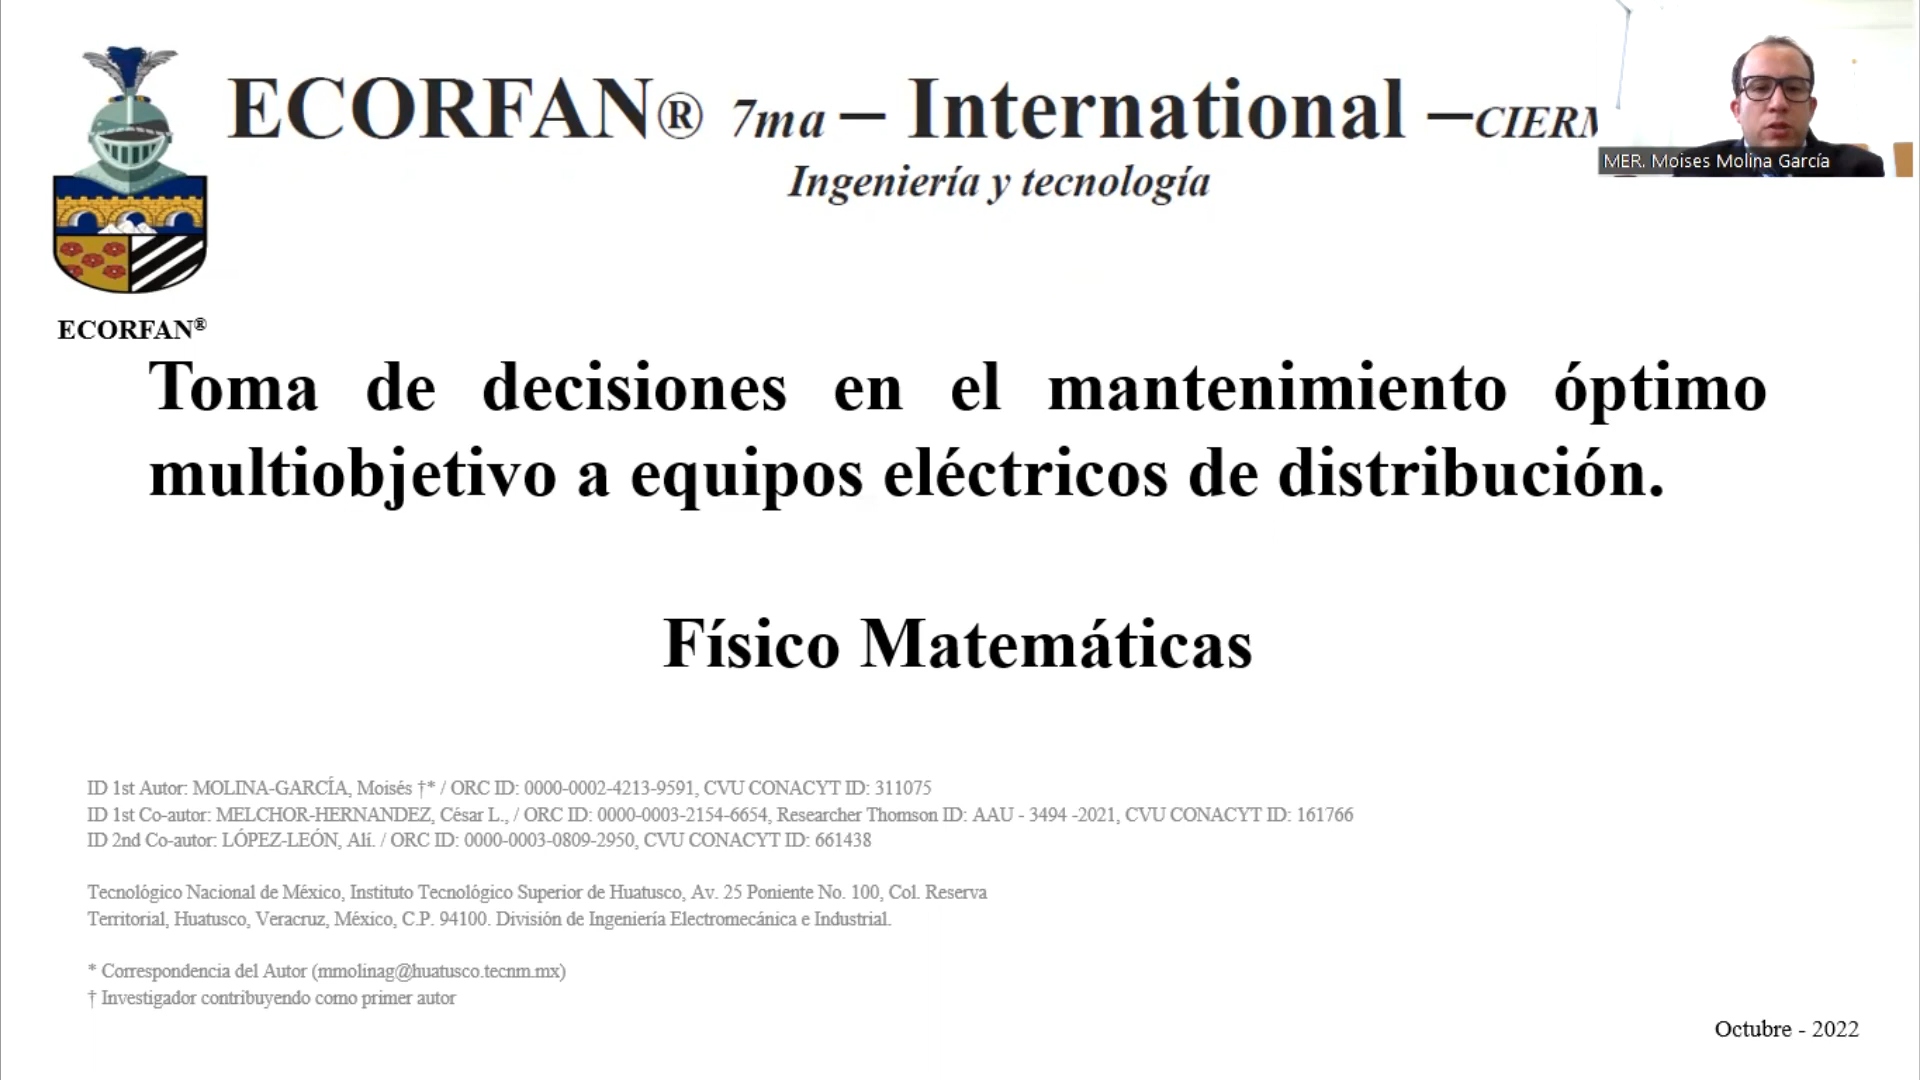 ECORFAN® 7ma – International –CIERM
Ingeniería y tecnología
MER. Moises Molina García
ECORFAN®
Toma de decisiones en el mantenimiento óptimo
multiobjetivo a equipos eléctricos de distribución.
Físico Matemáticas
ID 1st Autor: MOLINA-GARCÍA, Moisés †* / ORC ID: 0000-0002-4213-9591, CVU CONACYT ID: 311075
ID 1st Co-autor: MELCHOR-HERNANDEZ, César L., / ORC ID: 0000-0003-2154-6654, Researcher Thomson ID: AAU - 3494 -2021, CVU CONACYT ID: 161766
ID 2nd Co-autor: LÓPEZ-LEÓN, Alí. / ORC ID: 0000-0003-0809-2950, CVU CONACYT ID: 661438
Tecnológico Nacional de México, Instituto Tecnológico Superior de Huatusco, Av. 25 Poniente No. 100, Col. Reserva
Territorial, Huatusco, Veracruz, México, C.P. 94100. División de Ingeniería Electromecánica e Industrial.
* Correspondencia del Autor (mmolinag@huatusco.tecnm.mx)
† Investigador contribuyendo como primer autor
Octubre - 2022